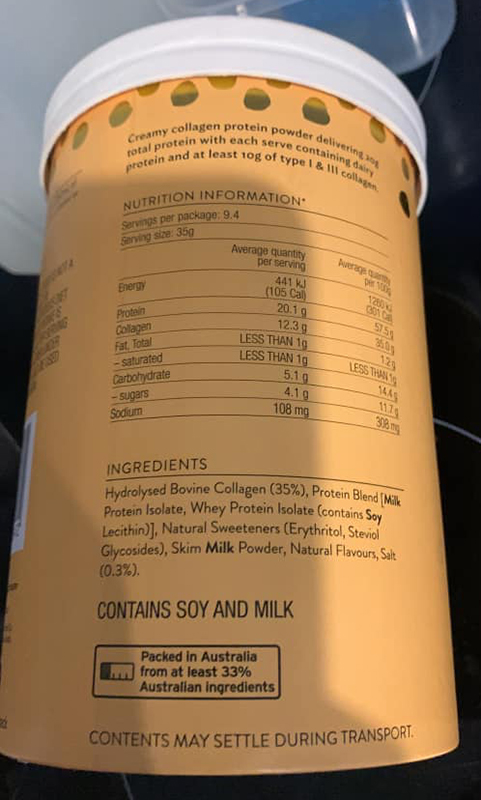 Creamy collagen protein powder delivering 20g
total protein with each serve containing dairy
protein and at least 10g of type I & III collagen.
NUTRITION INFORMATION*
Servings per package: 9.4
Serving size: 35g
Average quantity per serving Average quantity per 100g
Energy 441 kJ (105 Cal) 1260 kJ (301 Cal)
Protein 20.1 g 57.5 g
Collagen 12.3 g 35.0 g
Fat, Total LESS THAN 1g 1.2 g
– saturated LESS THAN 1g LESS THAN 1g
Carbohydrate 5.1 g 14.4 g
– sugars 4.1 g 11.7 g
Sodium 108 mg 308 mg
INGREDIENTS
Hydrolysed Bovine Collagen (35%), Protein Blend [Milk
Protein Isolate, Whey Protein Isolate (contains Soy
Lecithin)], Natural Sweeteners (Erythritol, Steviol
Glycosides), Skim Milk Powder, Natural Flavours, Salt
(0.3%).
CONTAINS SOY AND MILK
Packed in Australia
from at least 33%
Australian ingredients
CONTENTS MAY SETTLE DURING TRANSPORT.